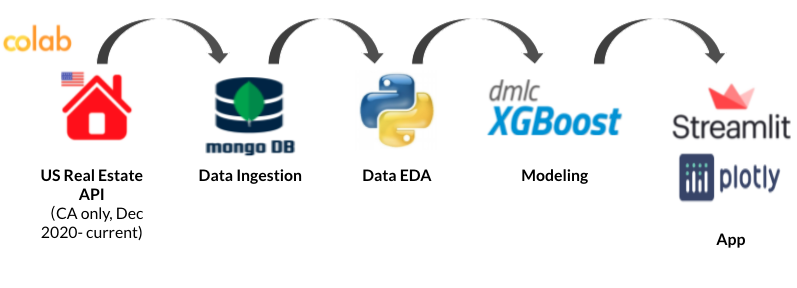 colab
mongo DB
dmlc
XGBoost
Streamlit
plotly
US Real Estate
API
(CA only, Dec
2020- current)
Data Ingestion
Data EDA
Modeling
App